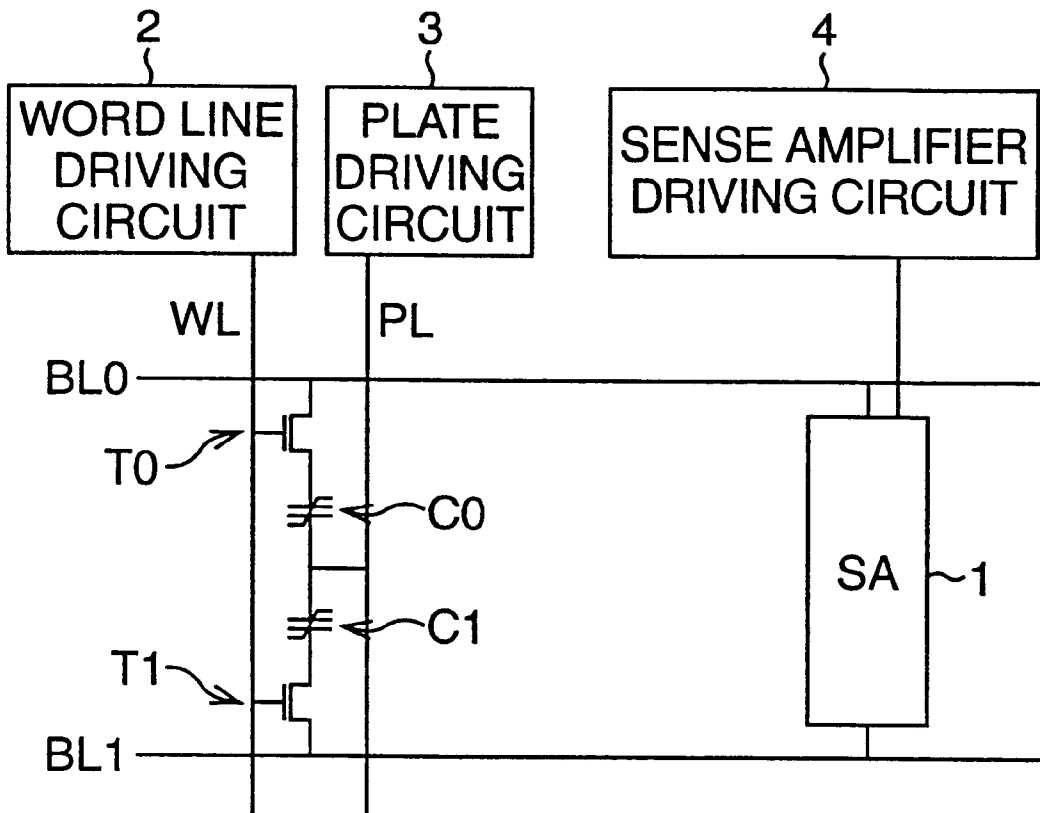 2
3
4
WORD LINE
DRIVING
CIRCUIT
PLATE
DRIVING
CIRCUIT
SENSE AMPLIFIER
DRIVING CIRCUIT
WL
PL
BL0
T0
C0
SA
1
C1
T1
BL1